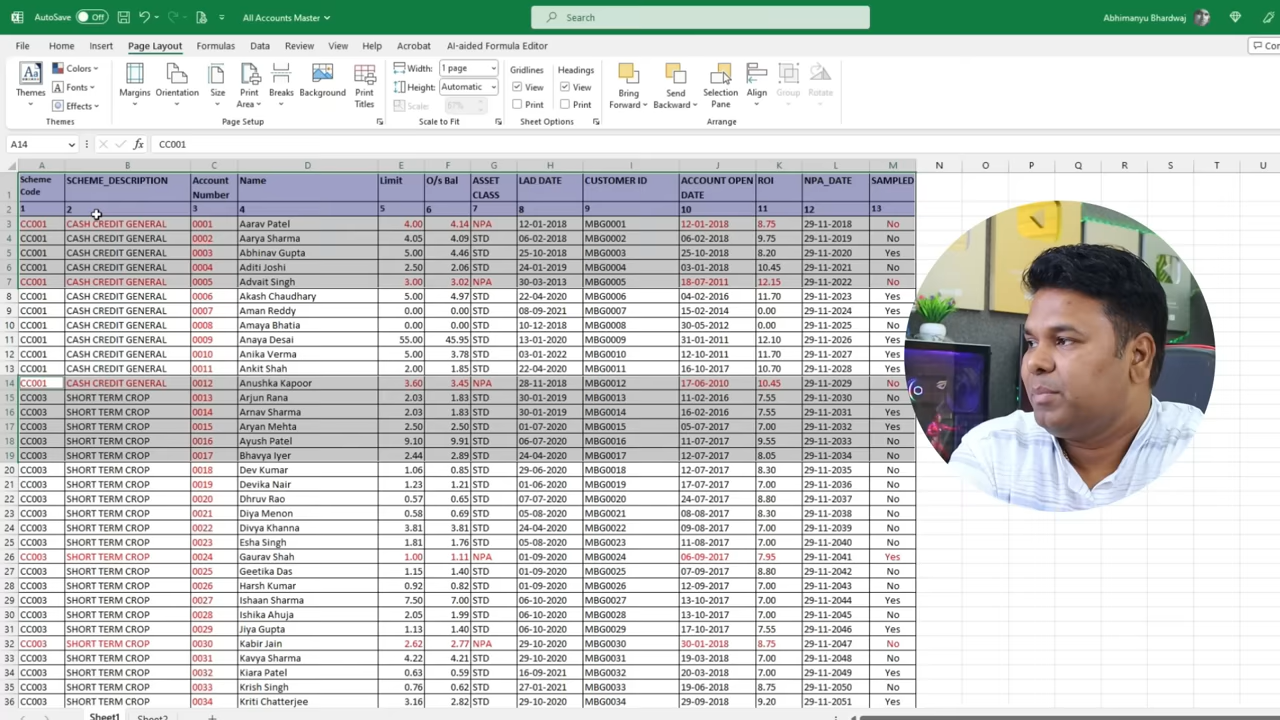 AutoSave Off All Accounts Master Search Abhimanyu Bhardwaj
File Home Insert Page Layout Formulas Data Review View Help Acrobat AI-aided Formula Editor
Colors Width: 1 page Gridlines Headings
Fonts Height: Automatic View View
Effects Scale: 67% Print Print
Themes Margins Orientation Size Print Area Breaks Background Print Titles Bring Forward Send Backward Selection Pane Align Group Rotate
Themes Page Setup Scale to Fit Sheet Options Arrange
A14 fx CC001
A B C D E F G H I J K L M N O P Q R S T U
1 Scheme Code SCHEME_DESCRIPTION Account Number Name Limit O/s Bal ASSET CLASS LAD DATE CUSTOMER ID ACCOUNT OPEN DATE ROI NPA_DATE SAMPLED
2 1 2 3 4 5 6 7 8 9 10 11 12 13
3 CC001 CASH CREDIT GENERAL 0001 Aarav Patel 4.00 4.14 NPA 12-01-2018 MBG0001 12-01-2018 8.75 29-11-2018 No
4 CC001 CASH CREDIT GENERAL 0002 Aarya Sharma 4.05 4.09 STD 06-02-2018 MBG0002 06-02-2018 9.75 29-11-2019 No
5 CC001 CASH CREDIT GENERAL 0003 Abhinav Gupta 5.00 4.46 STD 25-10-2018 MBG0003 25-10-2018 8.20 29-11-2020 Yes
6 CC001 CASH CREDIT GENERAL 0004 Aditi Joshi 2.50 2.06 STD 24-01-2019 MBG0004 03-01-2018 10.45 29-11-2021 No
7 CC001 CASH CREDIT GENERAL 0005 Advait Singh 3.00 3.02 NPA 30-03-2013 MBG0005 18-07-2011 12.15 29-11-2022 No
8 CC001 CASH CREDIT GENERAL 0006 Akash Chaudhary 5.00 4.97 STD 22-04-2020 MBG0006 04-02-2016 11.70 29-11-2023 Yes
9 CC001 CASH CREDIT GENERAL 0007 Aman Reddy 0.00 0.00 STD 08-09-2021 MBG0007 15-02-2014 0.00 29-11-2024 Yes
10 CC001 CASH CREDIT GENERAL 0008 Amaya Bhatia 0.00 0.00 STD 10-12-2018 MBG0008 30-05-2012 0.00 29-11-2025 No
11 CC001 CASH CREDIT GENERAL 0009 Anaya Desai 55.00 45.95 STD 13-01-2020 MBG0009 31-01-2011 12.10 29-11-2026 Yes
12 CC001 CASH CREDIT GENERAL 0010 Anika Verma 5.00 3.78 STD 03-01-2022 MBG0010 12-10-2011 11.70 29-11-2027 Yes
13 CC001 CASH CREDIT GENERAL 0011 Ankit Shah 2.00 1.85 STD 22-04-2020 MBG0011 16-10-2017 10.70 29-11-2028 Yes
14 CC001 CASH CREDIT GENERAL 0012 Anushka Kapoor 3.60 3.45 NPA 28-11-2018 MBG0012 17-06-2010 10.45 29-11-2029 No
15 CC003 SHORT TERM CROP 0013 Arjun Rana 2.03 1.83 STD 30-01-2019 MBG0013 11-02-2016 7.55 29-11-2030 No
16 CC003 SHORT TERM CROP 0014 Arnav Sharma 2.03 1.83 STD 30-01-2019 MBG0014 12-02-2016 7.55 29-11-2031 Yes
17 CC003 SHORT TERM CROP 0015 Aryan Mehta 2.50 2.50 STD 01-07-2020 MBG0015 10-07-2017 7.00 29-11-2032 Yes
18 CC003 SHORT TERM CROP 0016 Ayush Patel 9.10 9.91 STD 06-07-2020 MBG0016 11-07-2017 9.55 29-11-2033 No
19 CC003 SHORT TERM CROP 0017 Bhavya Iyer 2.44 2.89 STD 24-04-2020 MBG0017 12-07-2017 8.05 29-11-2034 No
20 CC003 SHORT TERM CROP 0018 Dev Kumar 1.06 0.85 STD 29-06-2020 MBG0018 12-07-2017 8.30 29-11-2035 No
21 CC003 SHORT TERM CROP 0019 Devika Nair 1.23 1.21 STD 01-06-2020 MBG0019 17-07-2017 7.00 29-11-2036 No
22 CC003 SHORT TERM CROP 0020 Dhruv Rao 0.57 0.65 STD 07-07-2020 MBG0020 24-07-2017 8.80 29-11-2037 No
23 CC003 SHORT TERM CROP 0021 Diya Menon 0.58 0.69 STD 05-08-2020 MBG0021 08-08-2017 8.30 29-11-2038 No
24 CC003 SHORT TERM CROP 0022 Divya Khanna 3.81 3.81 STD 24-04-2022 MBG0022 09-08-2017 7.00 29-11-2039 No
25 CC003 SHORT TERM CROP 0023 Esha Singh 1.81 1.76 STD 05-08-2020 MBG0023 11-08-2017 7.00 29-11-2040 No
26 CC003 SHORT TERM CROP 0024 Gaurav Shah 1.00 1.11 NPA 01-09-2020 MBG0024 06-09-2017 7.95 29-11-2041 Yes
27 CC003 SHORT TERM CROP 0025 Geetika Das 1.15 1.40 STD 01-09-2020 MBG0025 07-09-2017 8.80 29-11-2042 No
28 CC003 SHORT TERM CROP 0026 Harsh Kumar 0.92 0.82 STD 01-09-2020 MBG0026 12-09-2017 7.00 29-11-2043 No
29 CC003 SHORT TERM CROP 0027 Ishaan Sharma 7.50 7.00 STD 06-10-2020 MBG0027 13-10-2017 7.00 29-11-2044 Yes
30 CC003 SHORT TERM CROP 0028 Ishika Ahuja 2.05 1.99 STD 06-10-2020 MBG0028 13-10-2017 7.00 29-11-2045 No
31 CC003 SHORT TERM CROP 0029 Jiya Gupta 1.13 1.40 STD 06-10-2020 MBG0029 17-10-2017 7.55 29-11-2046 Yes
32 CC003 SHORT TERM CROP 0030 Kabir Jain 2.62 2.77 NPA 29-10-2020 MBG0030 30-01-2018 8.75 29-11-2047 No
33 CC003 SHORT TERM CROP 0031 Kavya Sharma 4.22 4.21 STD 29-10-2020 MBG0031 19-03-2018 7.00 29-11-2048 No
34 CC003 SHORT TERM CROP 0032 Kiara Patel 0.63 0.59 STD 16-09-2021 MBG0032 20-03-2018 7.00 29-11-2049 Yes
35 CC003 SHORT TERM CROP 0033 Krish Singh 0.76 0.62 STD 27-01-2021 MBG0033 19-06-2018 8.75 29-11-2050 No
36 CC003 SHORT TERM CROP 0034 Kriti Chatterjee 3.16 2.82 STD 29-10-2020 MBG0034 29-09-2018 9.20 29-11-2051 Yes
Sheet1 Sheet2